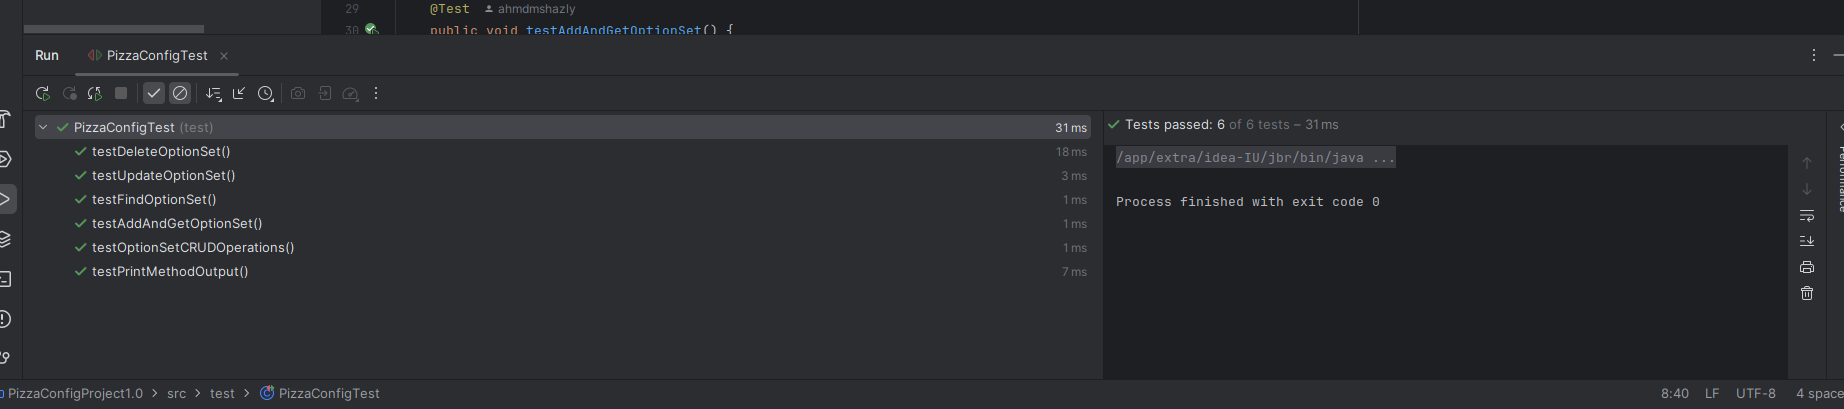 29 @Test ahmdmshazly
30 public void testAddAndGetOptionSet() {
Run PizzaConfigTest
PizzaConfigTest (test) 31 ms
testDeleteOptionSet() 18 ms
testUpdateOptionSet() 3 ms
testFindOptionSet() 1 ms
testAddAndGetOptionSet() 1 ms
testOptionSetCRUDOperations() 1 ms
testPrintMethodOutput() 7 ms
Tests passed: 6 of 6 tests – 31 ms
/app/extra/idea-IU/jbr/bin/java ...
Process finished with exit code 0
Performance
PizzaConfigProject1.0 > src > test > PizzaConfigTest
8:40 LF UTF-8 4 space